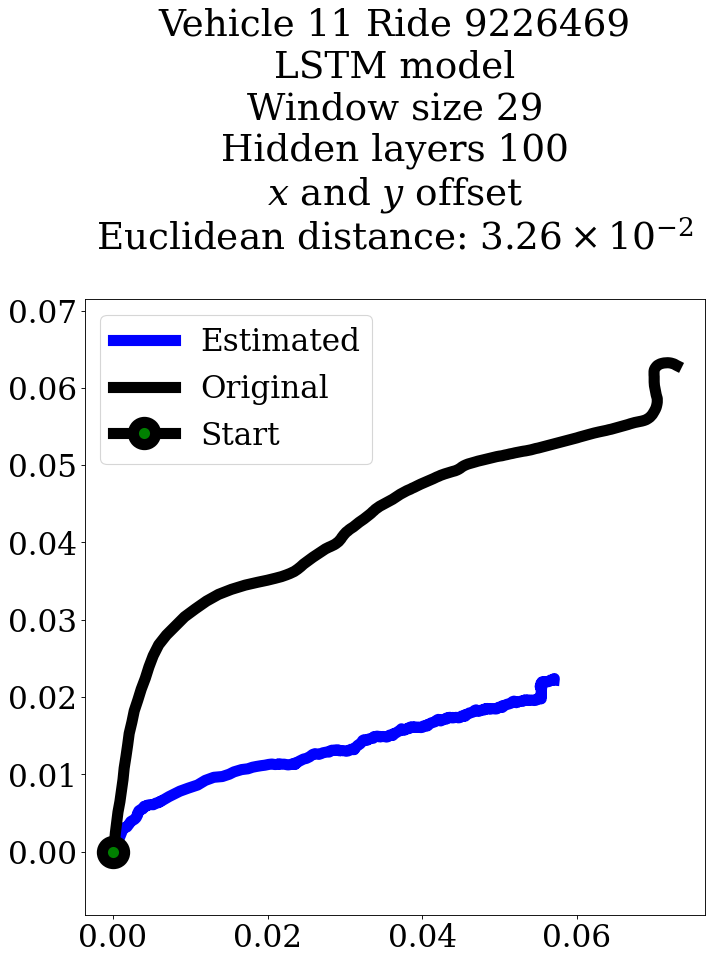 Vehicle 11 Ride 9226469
LSTM model
Window size 29
Hidden layers 100
x and y offset
Euclidean distance: 3.26 × 10⁻²
0.07
0.06
0.05
0.04
0.03
0.02
0.01
0.00
Estimated
Original
Start
0.00 0.02 0.04 0.06